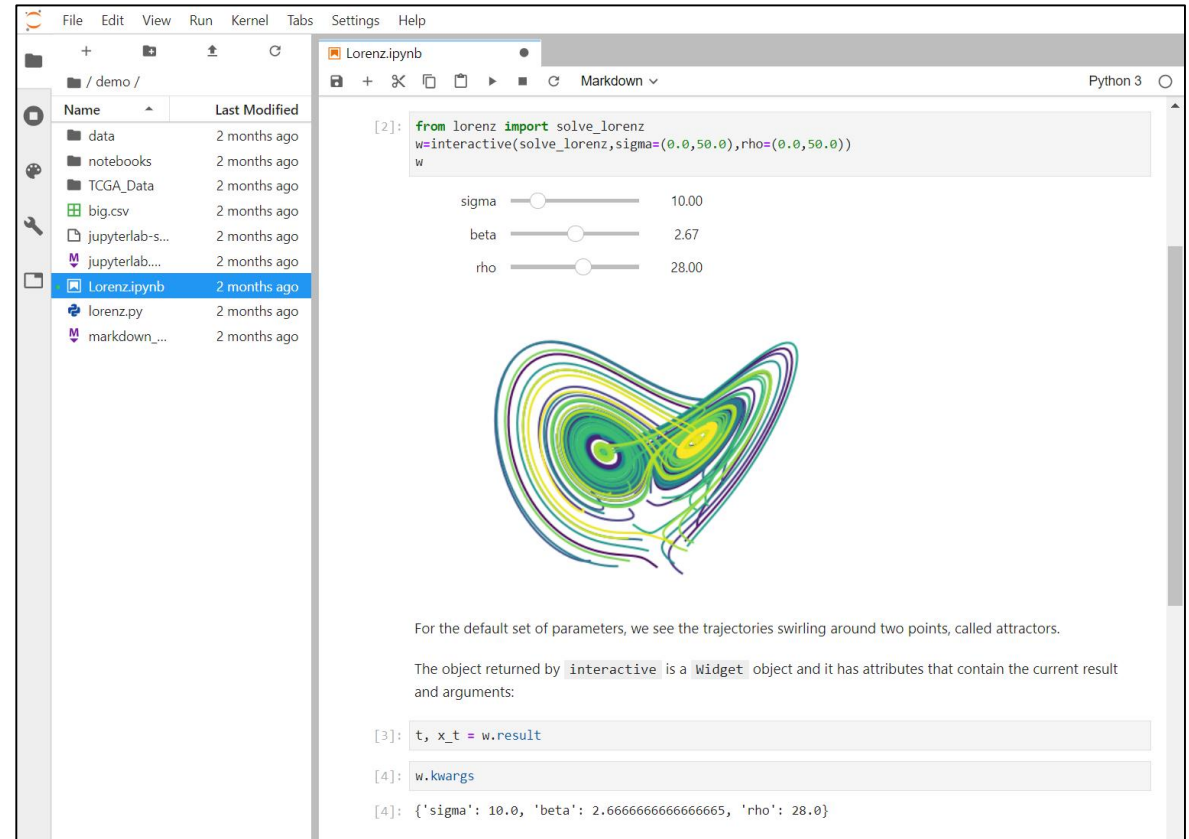 File Edit View Run Kernel Tabs Settings Help
Lorenz.ipynb
/ demo /
Markdown
Python 3
Name Last Modified
data 2 months ago
notebooks 2 months ago
TCGA_Data 2 months ago
big.csv 2 months ago
jupyterlab-s... 2 months ago
jupyterlab.... 2 months ago
Lorenz.ipynb 2 months ago
lorenz.py 2 months ago
markdown_... 2 months ago
[2]: from lorenz import solve_lorenz
w=interactive(solve_lorenz,sigma=(0.0,50.0),rho=(0.0,50.0))
w
sigma 10.00
beta 2.67
rho 28.00
For the default set of parameters, we see the trajectories swirling around two points, called attractors.
The object returned by interactive is a Widget object and it has attributes that contain the current result
and arguments:
[3]: t, x_t = w.result
[4]: w.kwargs
[4]: {'sigma': 10.0, 'beta': 2.6666666666666665, 'rho': 28.0}